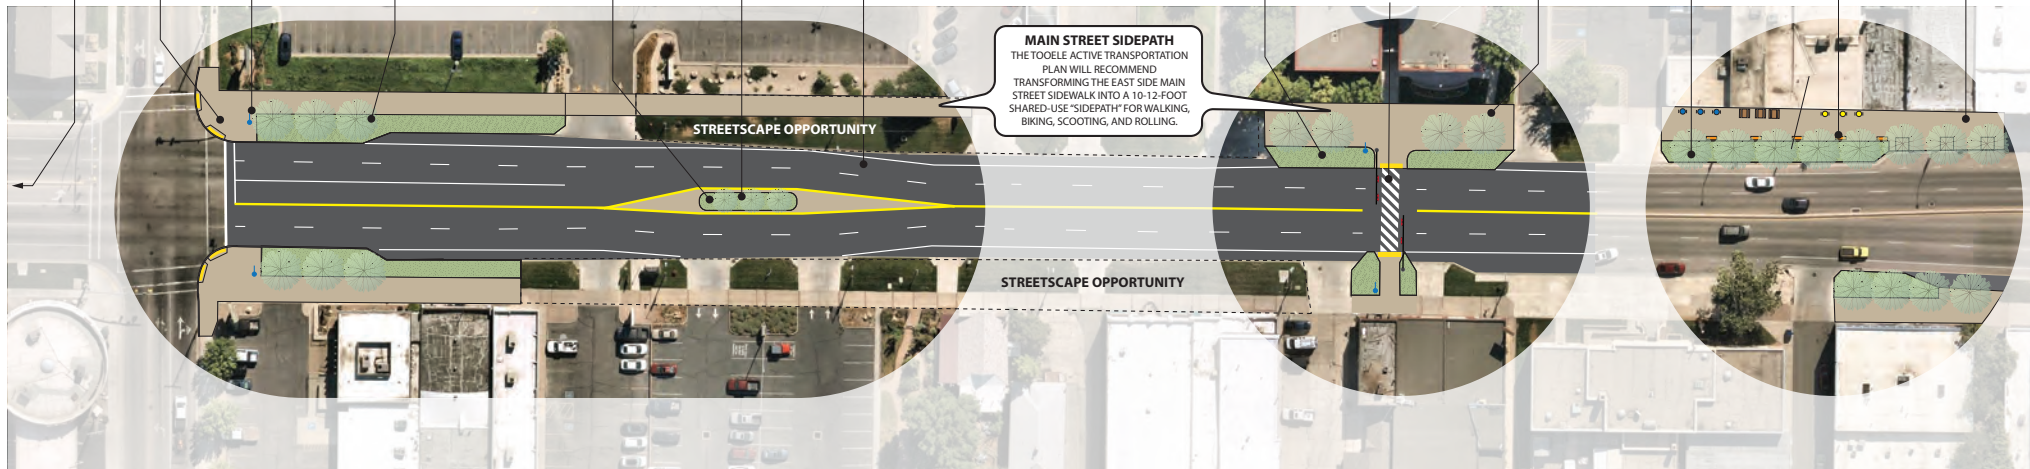 MAIN STREET SIDEPATH
THE TOOELE ACTIVE TRANSPORTATION
PLAN WILL RECOMMEND
TRANSFORMING THE EAST SIDE MAIN
STREET SIDEWALK INTO A 10-12-FOOT
SHARED-USE “SIDEPATH” FOR WALKING,
BIKING, SCOOTING, AND ROLLING.
STREETSCAPE OPPORTUNITY
STREETSCAPE OPPORTUNITY